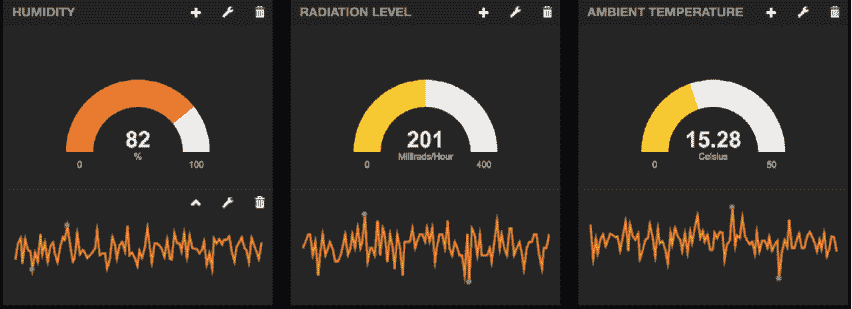 HUMIDITY
82
%
0 100
RADIATION LEVEL
201
Millirads/Hour
0 400
AMBIENT TEMPERATURE
15.28
Celsius
0 50